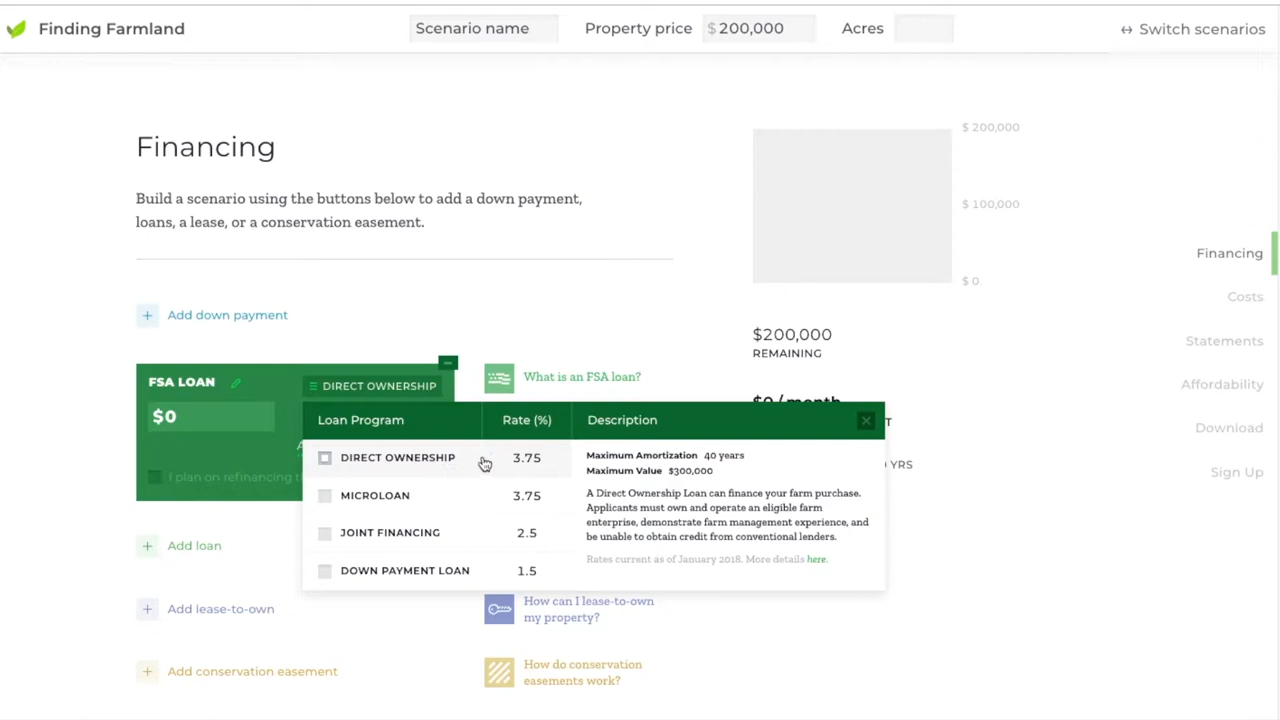 Finding Farmland
Scenario name
Property price
$ 200,000
Acres
↔ Switch scenarios
Financing
Build a scenario using the buttons below to add a down payment,
loans, a lease, or a conservation easement.
$ 200,000
$ 100,000
$ 0
$200,000
REMAINING
$0 / month
Financing
Costs
Statements
Affordability
Download
Sign Up
+ Add down payment
FSA LOAN
DIRECT OWNERSHIP
$0
I plan on refinancing
What is an FSA loan?
Loan Program
Rate (%)
Description
DIRECT OWNERSHIP
3.75
MICROLOAN
3.75
JOINT FINANCING
2.5
DOWN PAYMENT LOAN
1.5
Maximum Amortization 40 years
Maximum Value $300,000
A Direct Ownership Loan can finance your farm purchase.
Applicants must own and operate an eligible farm
enterprise, demonstrate farm management experience, and
be unable to obtain credit from conventional lenders.
Rates current as of January 2018. More details here.
YRS
+ Add loan
+ Add lease-to-own
How can I lease-to-own
my property?
+ Add conservation easement
How do conservation
easements work?